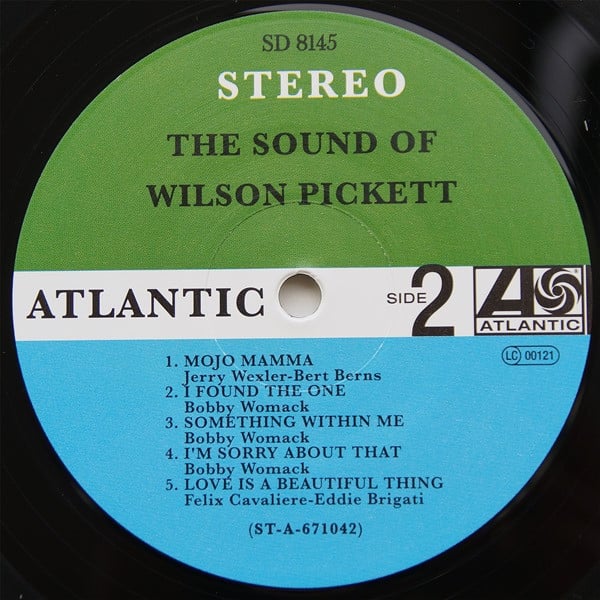 SD 8145
STEREO
THE SOUND OF
WILSON PICKETT
ATLANTIC
SIDE 2
ATLANTIC
LC 00121
1. MOJO MAMMA
Jerry Wexler-Bert Berns
2. I FOUND THE ONE
Bobby Womack
3. SOMETHING WITHIN ME
Bobby Womack
4. I'M SORRY ABOUT THAT
Bobby Womack
5. LOVE IS A BEAUTIFUL THING
Felix Cavaliere-Eddie Brigati
(ST-A-671042)